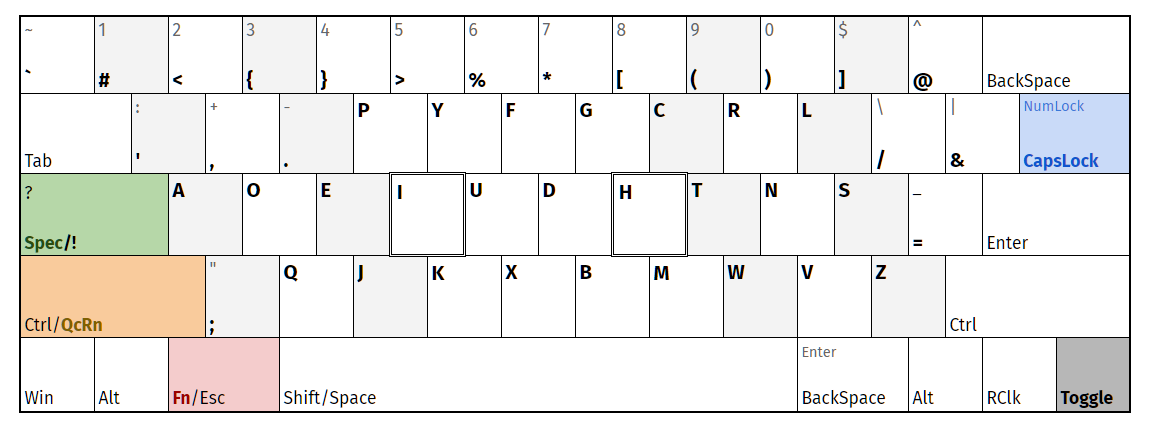 ~ 1 2 3 4 5 6 7 8 9 0 $ ^
` # < { } > % * [ ( ) ] @ BackSpace
: + - P Y F G C R L \ | NumLock
Tab ' , . / & CapsLock
? A O E I U D H T N S _
Spec/! = Enter
" Q J K X B M W V Z
Ctrl/QcRn ; Ctrl
Enter
Win Alt Fn/Esc Shift/Space BackSpace Alt RClk Toggle